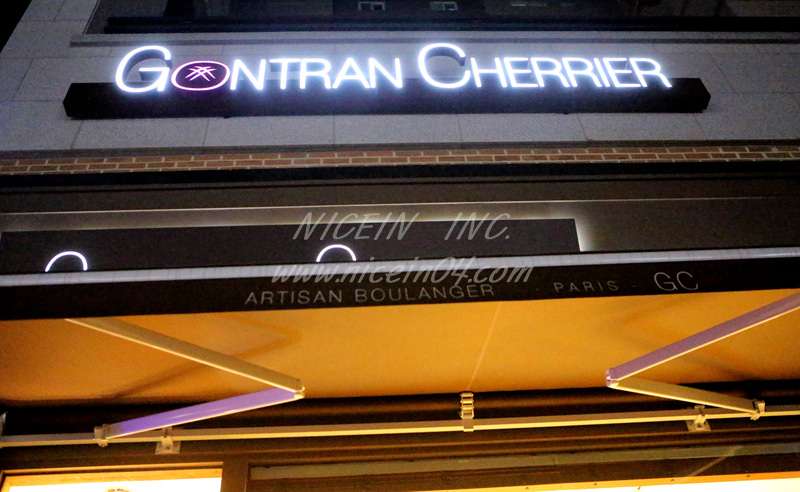 GONTRAN CHERRIER
NICEIN INC.
www.nicein04.com
ARTISAN BOULANGER · PARIS · GC